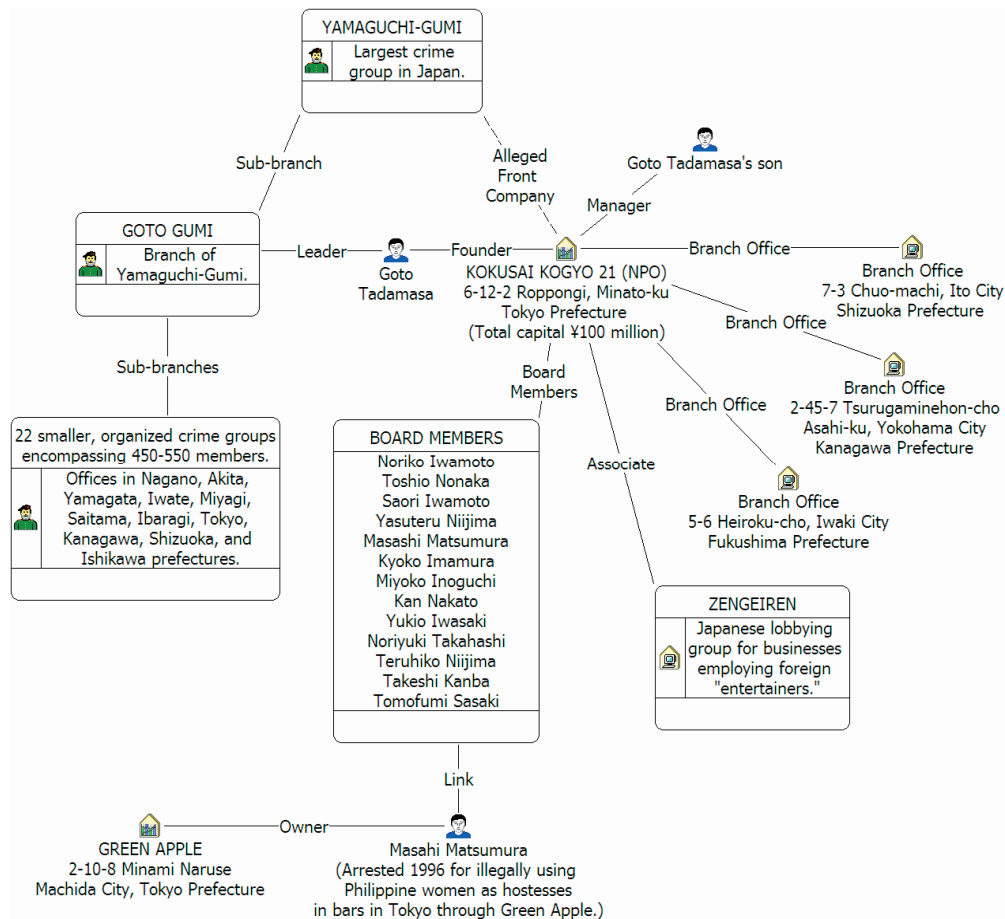 YAMAGUCHI-GUMI
Largest crime
group in Japan.
Sub-branch
Alleged
Front
Company
Goto Tadamasa's son
Manager
GOTO GUMI
Branch of
Yamaguchi-Gumi.
Leader
Goto
Tadamasa
Founder
KOKUSAI KOGYO 21 (NPO)
6-12-2 Roppongi, Minato-ku
Tokyo Prefecture
(Total capital ¥100 million)
Branch Office
Branch Office
7-3 Chuo-machi, Ito City
Shizuoka Prefecture
Branch Office
Branch Office
2-45-7 Tsurugaminehon-cho
Asahi-ku, Yokohama City
Kanagawa Prefecture
Branch Office
Branch Office
5-6 Heiroku-cho, Iwaki City
Fukushima Prefecture
Sub-branches
22 smaller, organized crime groups
encompassing 450-550 members.
Offices in Nagano, Akita,
Yamagata, Iwate, Miyagi,
Saitama, Ibaragi, Tokyo,
Kanagawa, Shizuoka, and
Ishikawa prefectures.
Board
Members
BOARD MEMBERS
Noriko Iwamoto
Toshio Nonaka
Saori Iwamoto
Yasuteru Niijima
Masashi Matsumura
Kyoko Imamura
Miyoko Inoguchi
Kan Nakato
Yukio Iwasaki
Noriyuki Takahashi
Teruhiko Niijima
Takeshi Kanba
Tomofumi Sasaki
Associate
ZENGEIREN
Japanese lobbying
group for businesses
employing foreign
"entertainers."
Link
Owner
GREEN APPLE
2-10-8 Minami Naruse
Machida City, Tokyo Prefecture
Masahi Matsumura
(Arrested 1996 for illegally using
Philippine women as hostesses
in bars in Tokyo through Green Apple.)